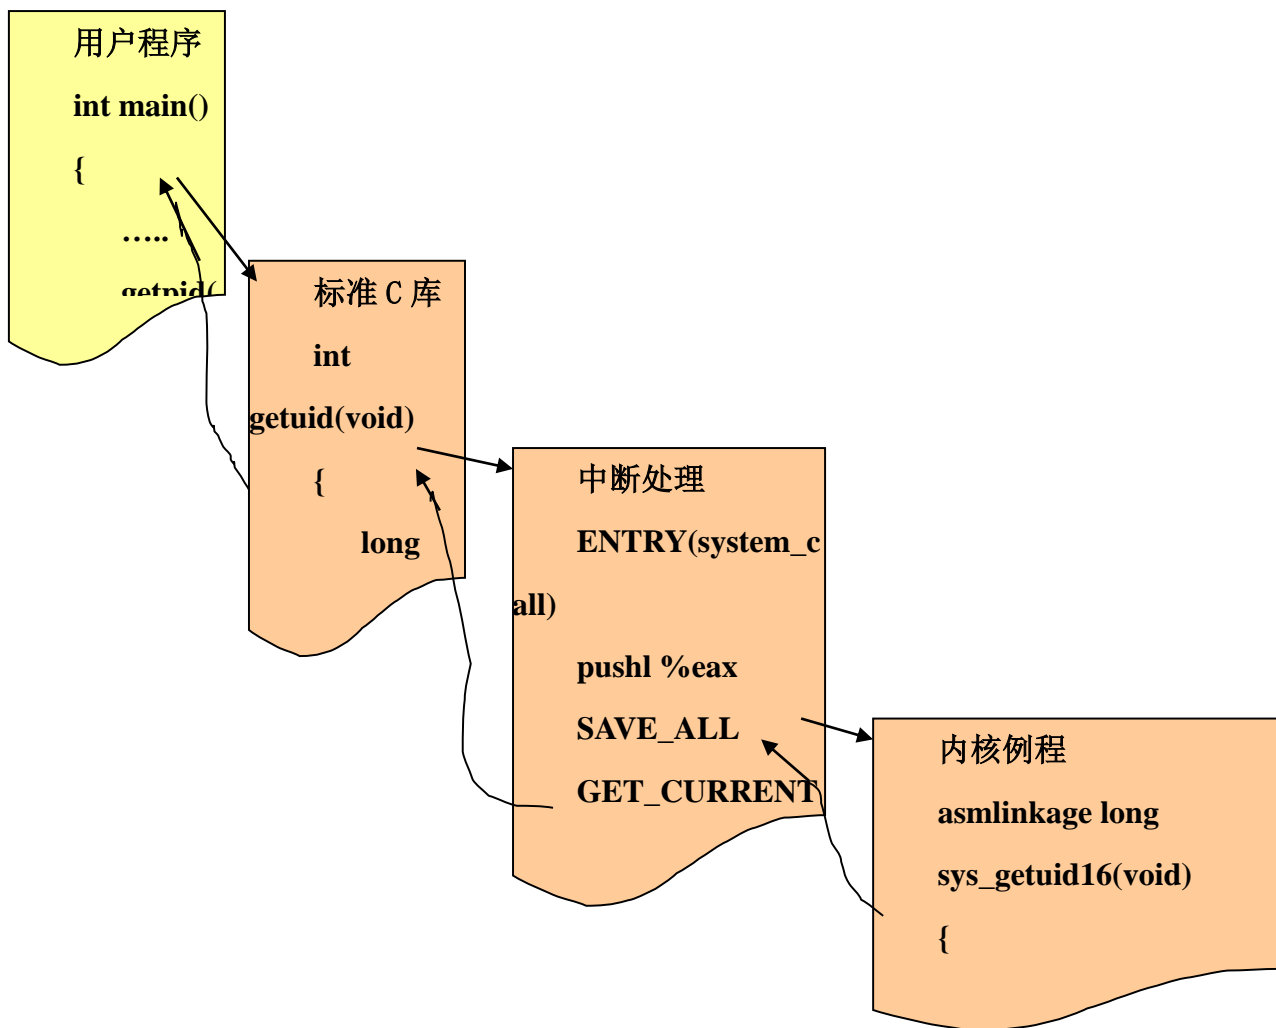 用户程序
int main()
{
…..
getpid(
标准 C 库
int
getuid(void)
{
long
中断处理
ENTRY(system_c
all)
pushl %eax
SAVE_ALL
GET_CURRENT
内核例程
asmlinkage long
sys_getuid16(void)
{